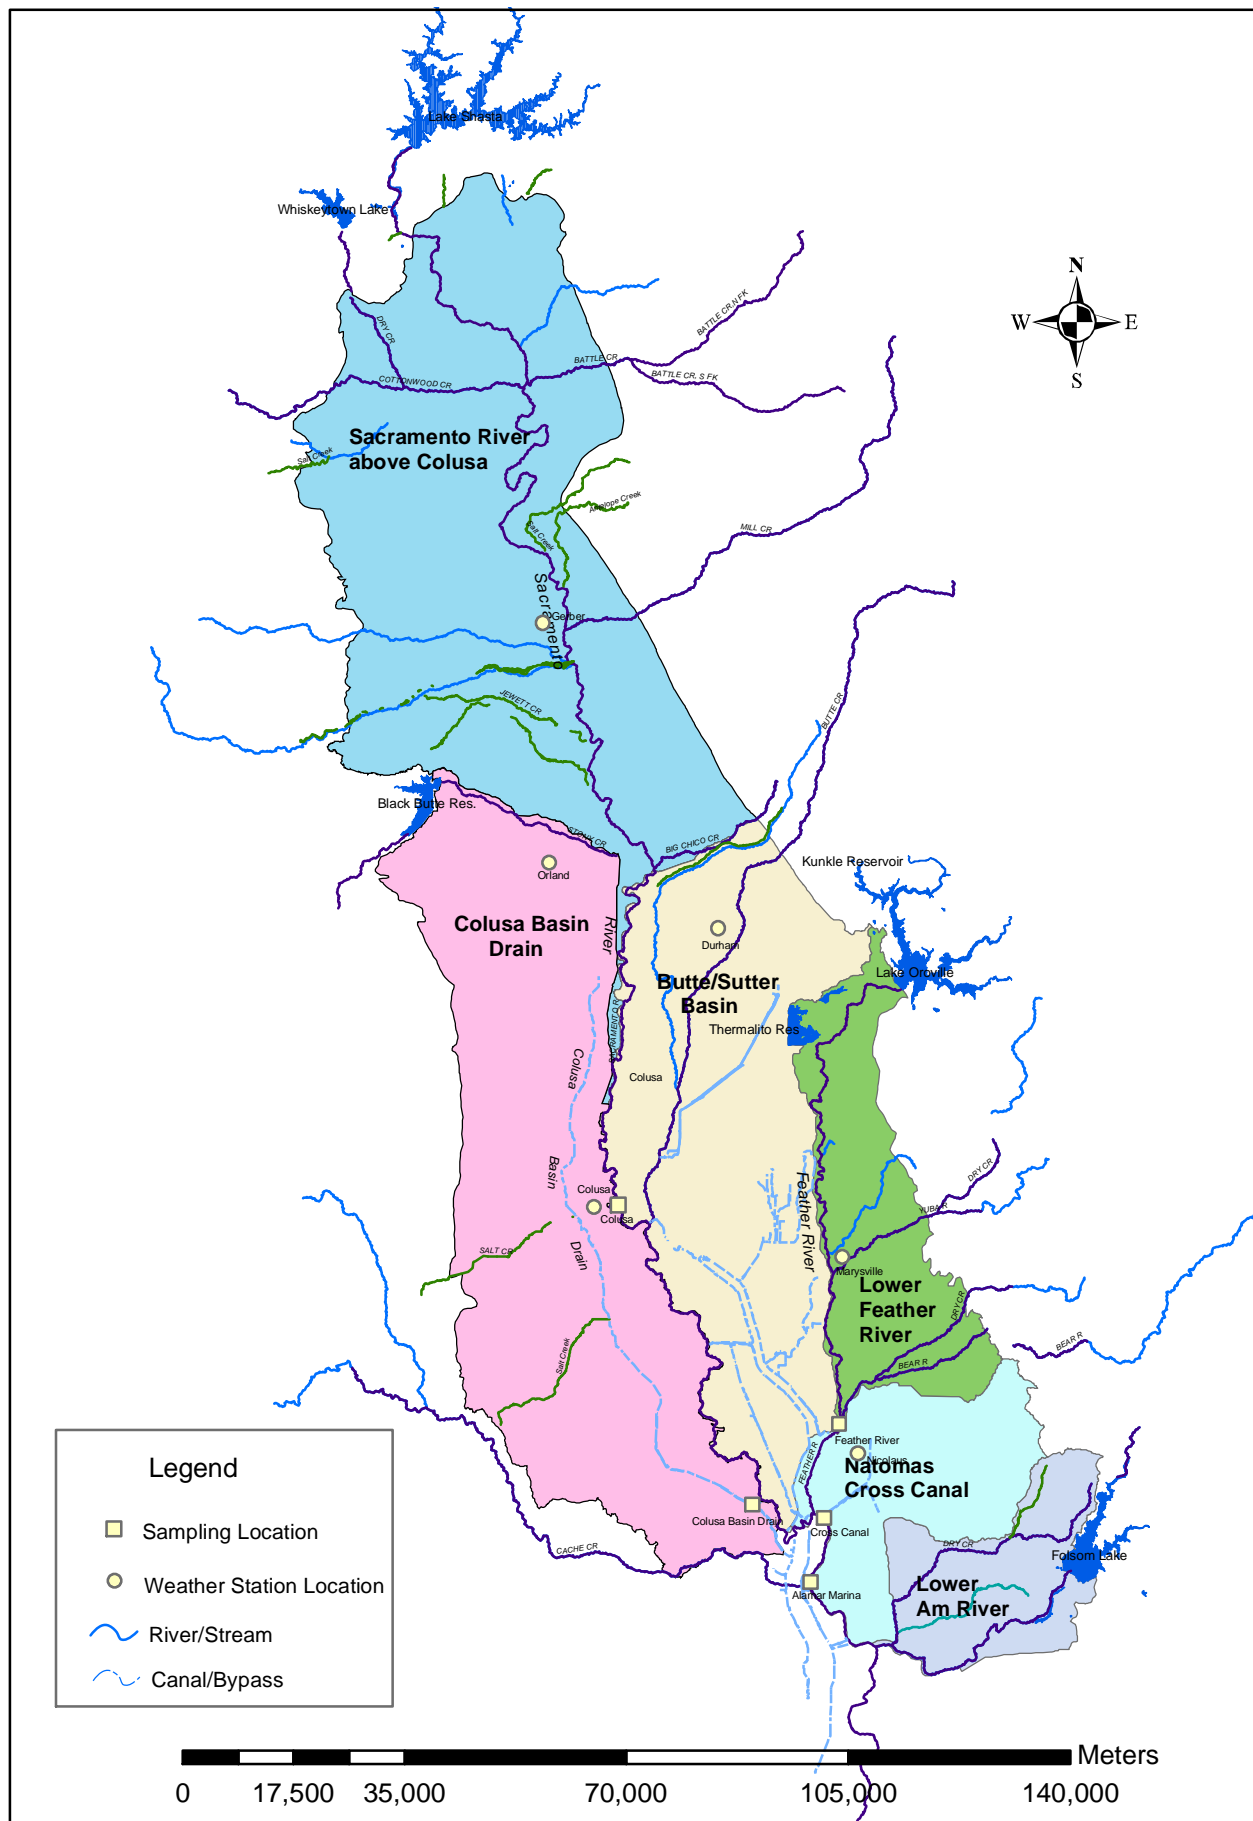 Lake Shasta
Whiskeytown Lake
N
W
E
S
DRY CR
COTTONWOOD CR
BATTLE CR
BATTLE CR. N FK
BATTLE CR. S FK
Sacramento River
above Colusa
Salt Creek
Antelope Creek
Salt Creek
MILL CR
Sacramento
Gerber
JEWETT CR
BUTTE CR
Black Butte Res.
STONY CR
BIG CHICO CR
Kunkle Reservoir
Orland
Colusa Basin
Drain
River
Durham
Butte/Sutter
Basin
Lake Oroville
Thermalito Res
SACRAMENTO R
Colusa
Colusa
Basin
Drain
Colusa
Colusa
Feather River
DRY CR
YUBA R
SALT CR
Marysville
Lower
Feather
River
DRY CR
BEAR R
BEAR R
Salt Creek
Feather River
Nicolaus
FEATHER R
Natomas
Cross Canal
Colusa Basin Drain
Cross Canal
CACHE CR
DRY CR
Folsom Lake
Alamar Marina
Lower
Am River
Legend
Sampling Location
Weather Station Location
River/Stream
Canal/Bypass
Meters
0
17,500
35,000
70,000
105,000
140,000